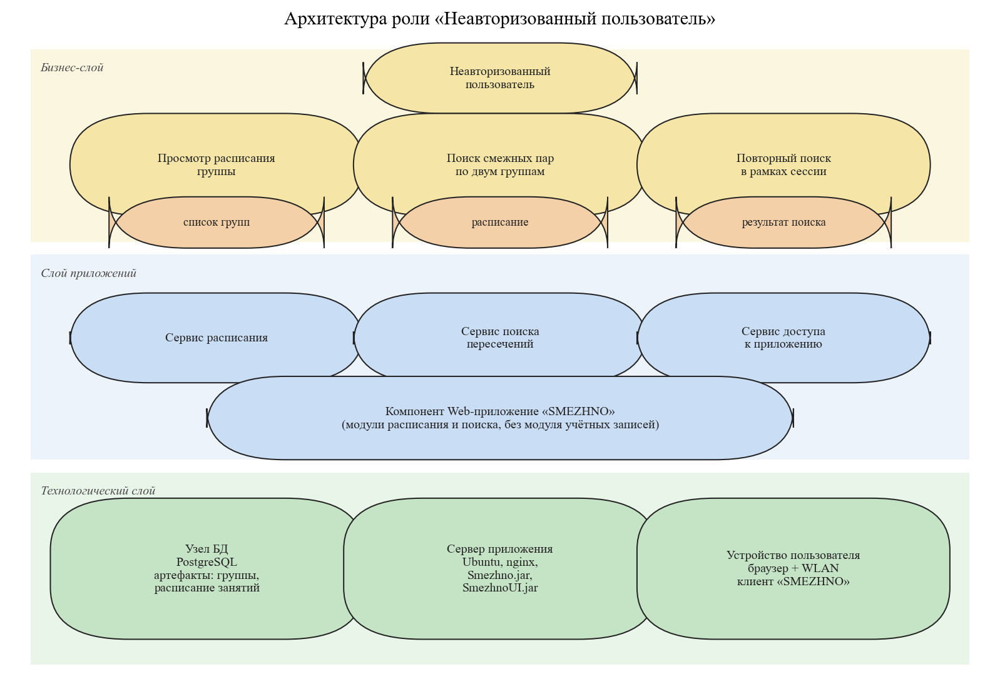 Архитектура роли «Неавторизованный пользователь»
Бизнес-слой
Неавторизованный
пользователь
Просмотр расписания
группы
Поиск смежных пар
по двум группам
Повторный поиск
в рамках сессии
список групп
расписание
результат поиска
Слой приложений
Сервис расписания
Сервис поиска
пересечений
Сервис доступа
к приложению
Компонент Web-приложение «SMEZHNO»
(модули расписания и поиска, без модуля учётных записей)
Технологический слой
Узел БД
PostgreSQL
артефакты: группы,
расписание занятий
Сервер приложения
Ubuntu, nginx,
Smezhno.jar,
SmezhnoUI.jar
Устройство пользователя
браузер + WLAN
клиент «SMEZHNO»